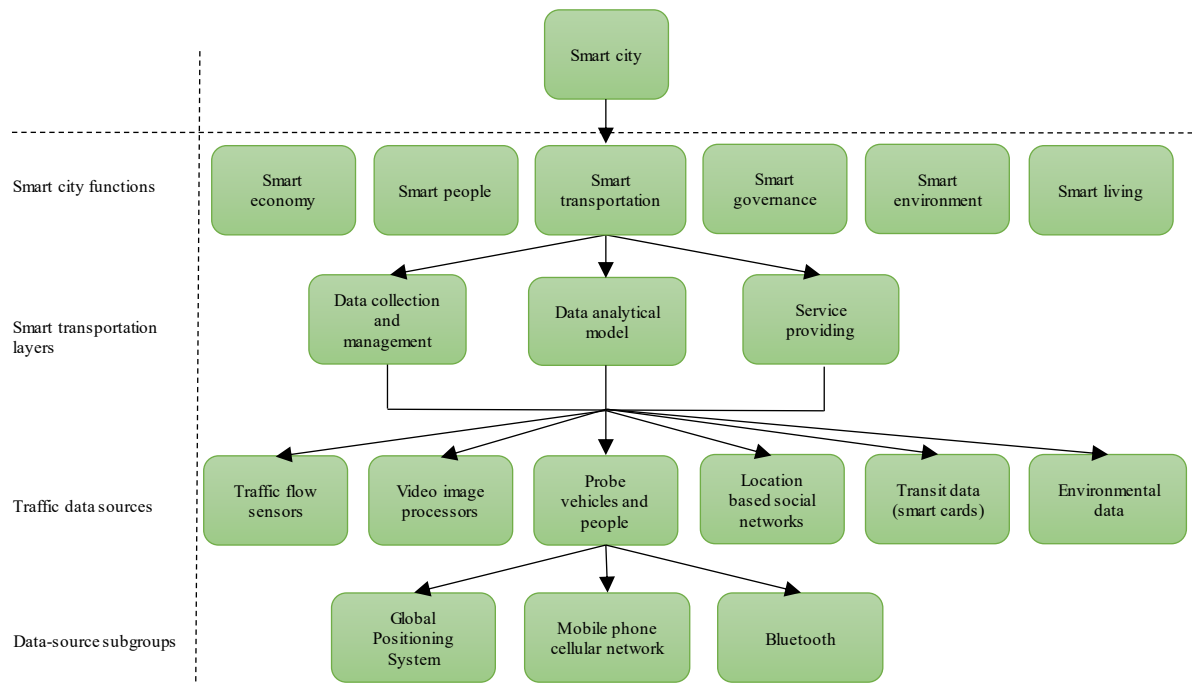 Smart city
Smart city functions
Smart
economy
Smart people
Smart
transportation
Smart
governance
Smart
environment
Smart living
Smart transportation
layers
Data collection
and
management
Data analytical
model
Service
providing
Traffic data sources
Traffic flow
sensors
Video image
processors
Probe
vehicles and
people
Location
based social
networks
Transit data
(smart cards)
Environmental
data
Data-source subgroups
Global
Positioning
System
Mobile phone
cellular network
Bluetooth